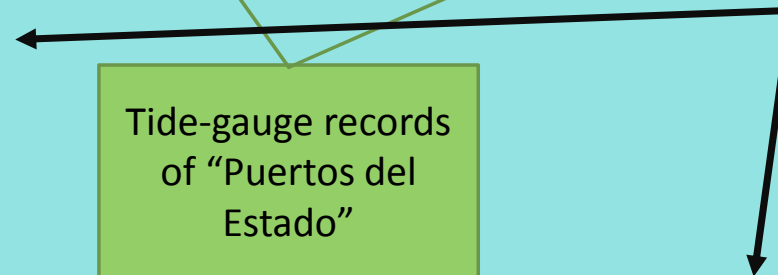 Tide-gauge records
of “Puertos del
Estado”